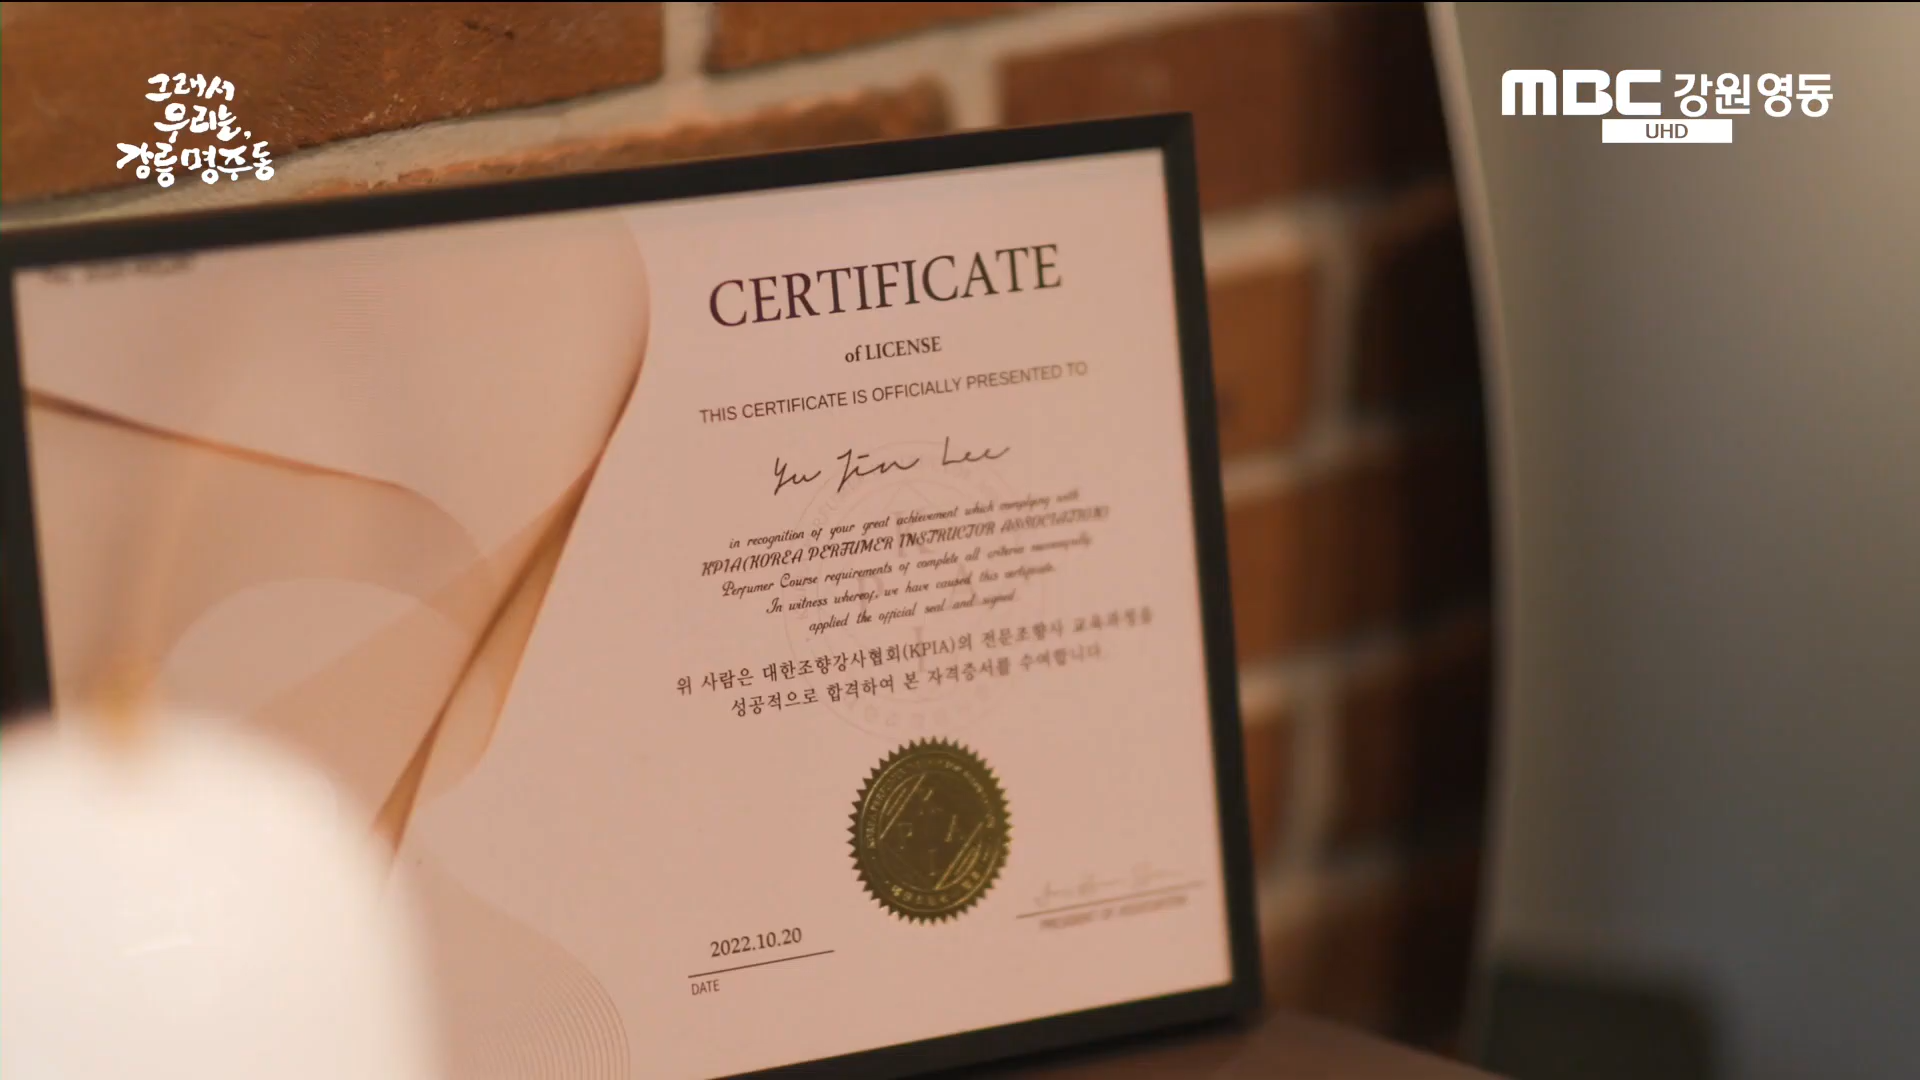 그래서
우리는,
강릉 명주동
MBC 강원영동
UHD
CERTIFICATE
of LICENSE
THIS CERTIFICATE IS OFFICIALLY PRESENTED TO
Yu Jin Lee
in recognition of your great achievement which complying with
KPIA(KOREA PERFUMER INSTRUCTOR ASSOCIATION)
Perfumer Course requirements of complete all criteria successfully
In witness whereof, we have caused this certificate.
applied the official seal and signed
위 사람은 대한조향강사협회(KPIA)의 전문조향사 교육과정을
성공적으로 합격하여 본 자격증서를 수여합니다.
2022.10.20
DATE
PRESIDENT OF ASSOCIATION